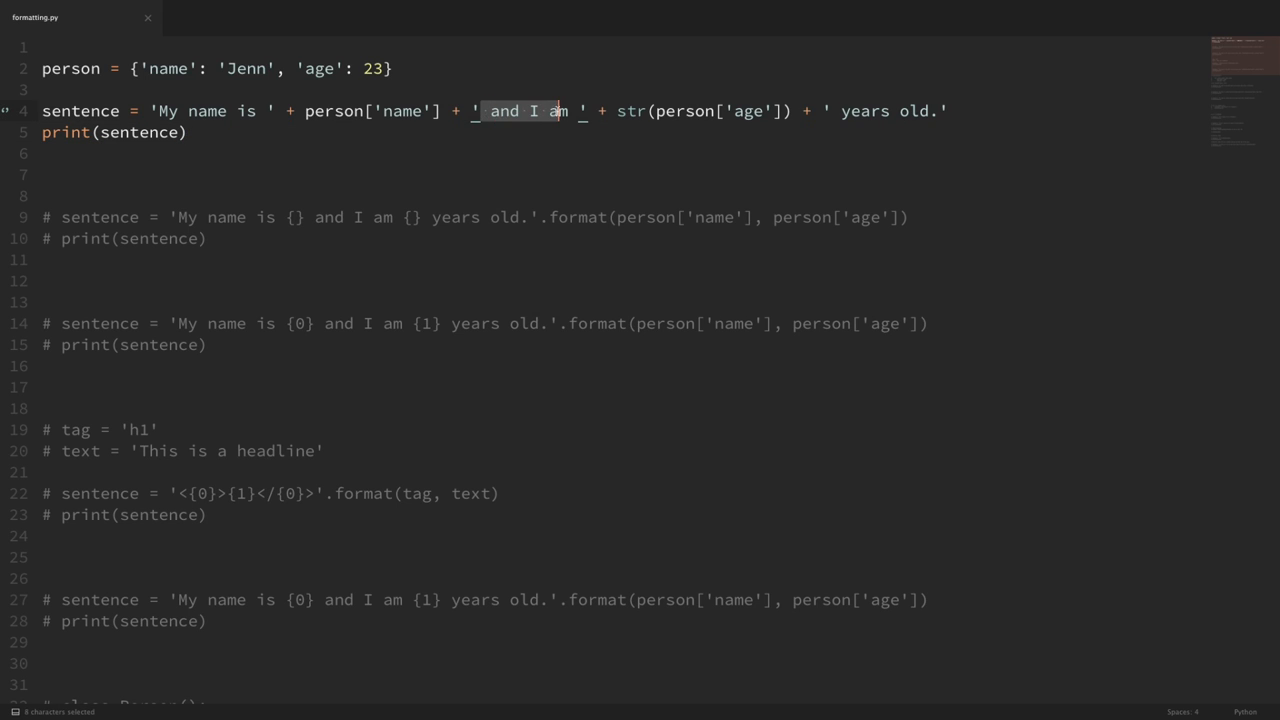 formatting.py
1
2 person = {'name': 'Jenn', 'age': 23}
3
4 sentence = 'My name is ' + person['name'] + ' and I am ' + str(person['age']) + ' years old.'
5 print(sentence)
6
7
8
9 # sentence = 'My name is {} and I am {} years old.'.format(person['name'], person['age'])
10 # print(sentence)
11
12
13
14 # sentence = 'My name is {0} and I am {1} years old.'.format(person['name'], person['age'])
15 # print(sentence)
16
17
18
19 # tag = 'h1'
20 # text = 'This is a headline'
21
22 # sentence = '<{0}>{1}</{0}>'.format(tag, text)
23 # print(sentence)
24
25
26
27 # sentence = 'My name is {0} and I am {1} years old.'.format(person['name'], person['age'])
28 # print(sentence)
29
30
31
32 # class Person():
8 characters selected Spaces: 4 Python